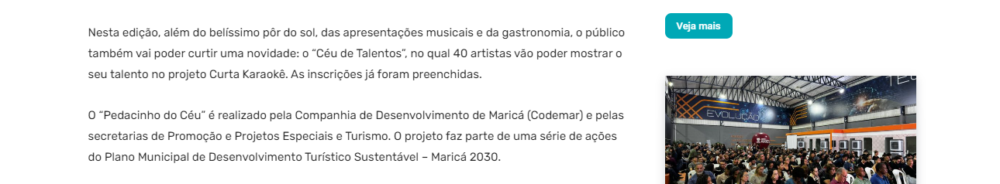 Nesta edição, além do belíssimo pôr do sol, das apresentações musicais e da gastronomia, o público
também vai poder curtir uma novidade: o “Céu de Talentos”, no qual 40 artistas vão poder mostrar o
seu talento no projeto Curta Karaokê. As inscrições já foram preenchidas.
O “Pedacinho do Céu” é realizado pela Companhia de Desenvolvimento de Maricá (Codemar) e pelas
secretarias de Promoção e Projetos Especiais e Turismo. O projeto faz parte de uma série de ações
do Plano Municipal de Desenvolvimento Turístico Sustentável – Maricá 2030.
Veja mais
EVOLUÇÃO